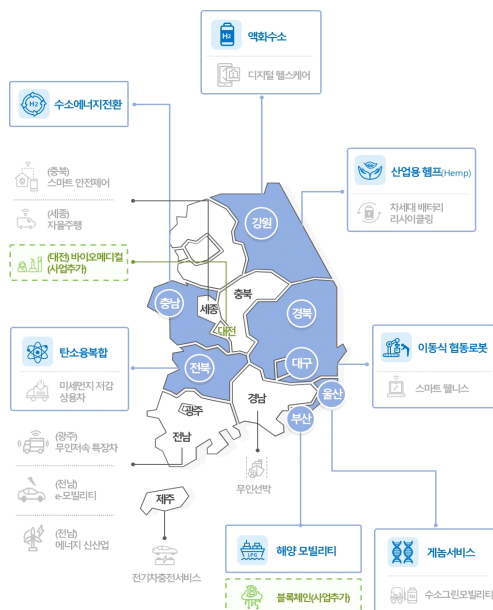 H2
액화수소
디지털 헬스케어
H2
수소에너지전환
(충북)
스마트 안전제어
(세종)
자율주행
(대전) 바이오메디컬
(사업추가)
산업용 헴프(Hemp)
차세대 배터리
리사이클링
강원
충남
세종
충북
대전
경북
대구
전북
경남
울산
부산
광주
전남
제주
탄소융복합
미세먼지 저감
상용차
(광주)
무인저속 특장차
(전남)
e-모빌리티
(전남)
에너지 신산업
이동식 협동로봇
스마트 웰니스
무인선박
전기차충전서비스
LPG
해양 모빌리티
블록체인(사업추가)
게놈서비스
수소그린모빌리티